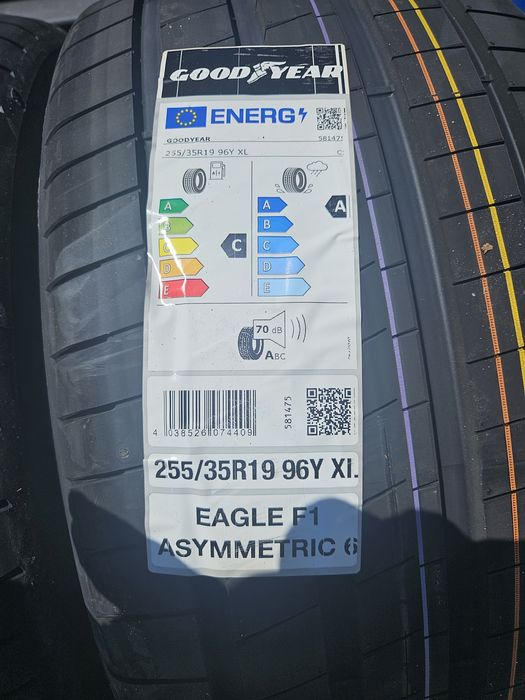 GOODYEAR
ENERG
GOODYEAR 581475
255/35R19 96Y XL C
A A
B B
C C
D D
E E
C
A
70 dB
ABC
4 038526 074409
581475
255/35R19 96Y XL
EAGLE F1
ASYMMETRIC 6